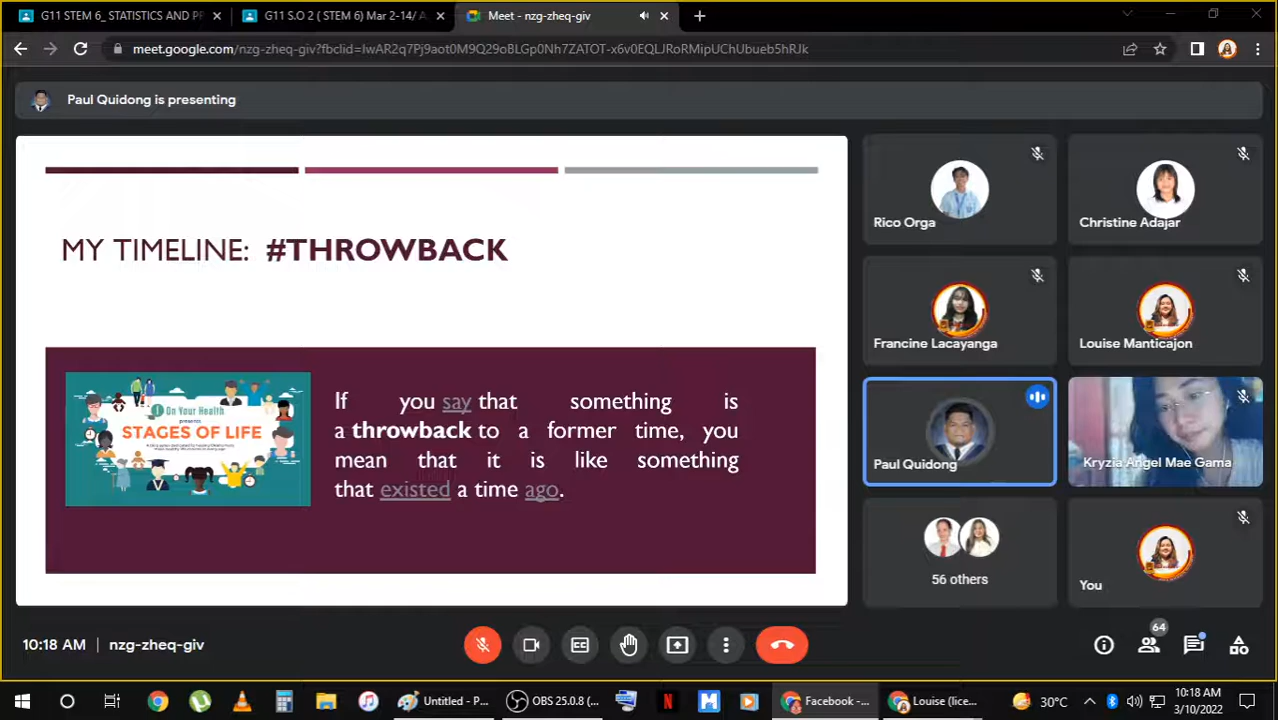 G11 STEM 6_ STATISTICS AND PR
G11 S.O 2 ( STEM 6) Mar 2-14/ A
Meet - nzg-zheq-giv
meet.google.com/nzg-zheq-giv?fbclid=IwAR2q7Pj9aot0M9Q29oBLGp0Nh7ZATOT-x6v0EQLJRoRMipUChUbueb5hRJk
Paul Quidong is presenting
MY TIMELINE: #THROWBACK
On Your Health
presents
STAGES OF LIFE
If you say that something is
a throwback to a former time, you
mean that it is like something
that existed a time ago.
Rico Orga
Christine Adajar
Francine Lacayanga
Louise Manticajon
Paul Quidong
Kryzia Angel Mae Gama
56 others
You
10:18 AM | nzg-zheq-giv
CC
64
Untitled - P...
OBS 25.0.8 (...
Facebook -...
Louise (lice...
30°C
10:18 AM
3/10/2022